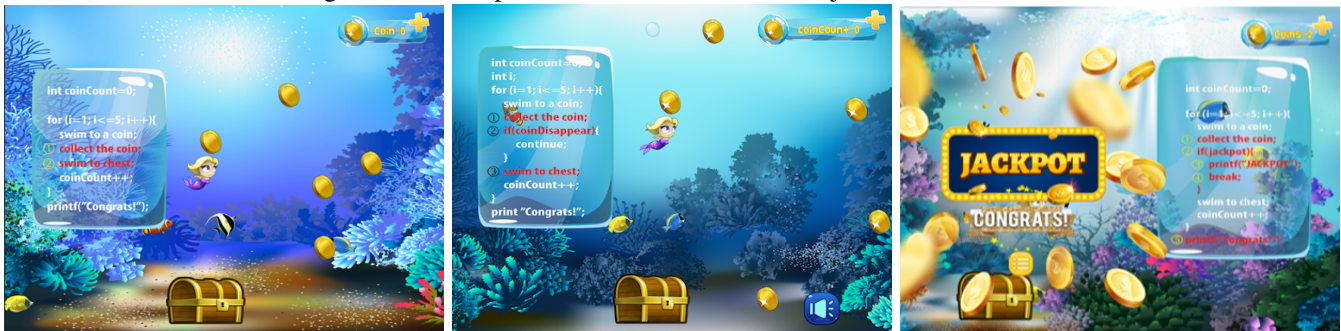 Coin: 0
int coinCount=0;
for (i=1; i<=5; i++){
swim to a coin;
① collect the coin;
② swim to chest;
coinCount++;
}
printf("Congrats!");
coinCount: 0
int coinCount=0;
int i;
for (i=1; i<=5; i++){
swim to a coin;
① collect the coin;
② if(coinDisappear){
continue;
}
③ swim to chest;
coinCount++;
}
print "Congrats!";
JACKPOT
CONGRATS!
int coinCount=0;
for (i=1; i<=5; i++){
swim to a coin;
① collect the coin;
② if(jackpot){
printf("JACKPOT");
break;
}
swim to chest;
coinCount++;
}
printf("Congrats!");